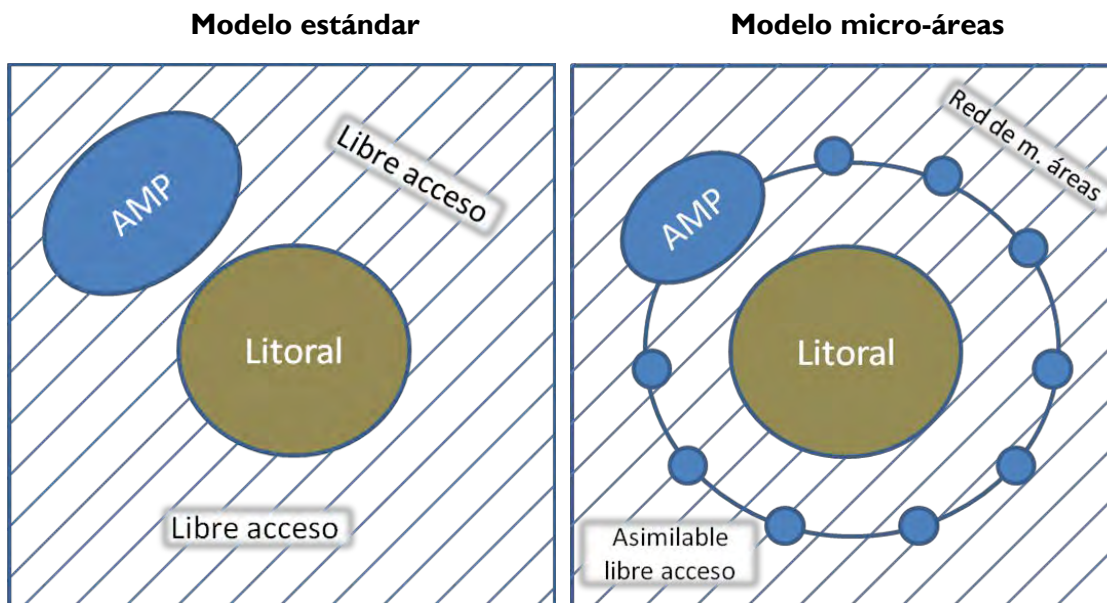 Modelo estándar
AMP
Libre acceso
Litoral
Libre acceso
Modelo micro-áreas
Red de m. áreas
AMP
Litoral
Asimilable
libre acceso